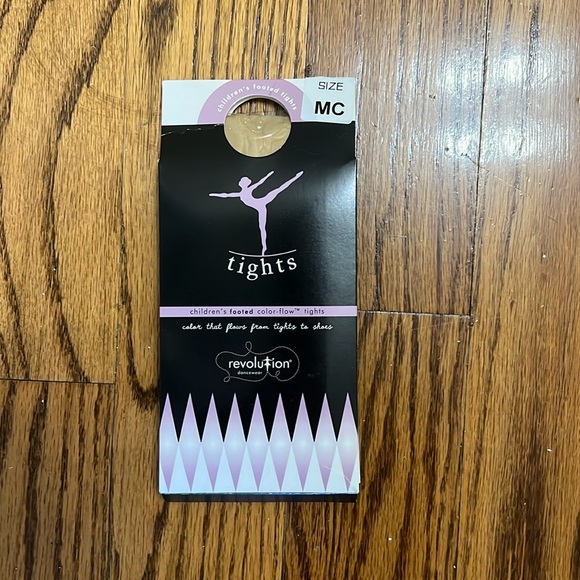 children's footed tights
SIZE
MC
tights
children's footed color-flow™ tights
color that flows from tights to shoes
revolution®
dancewear